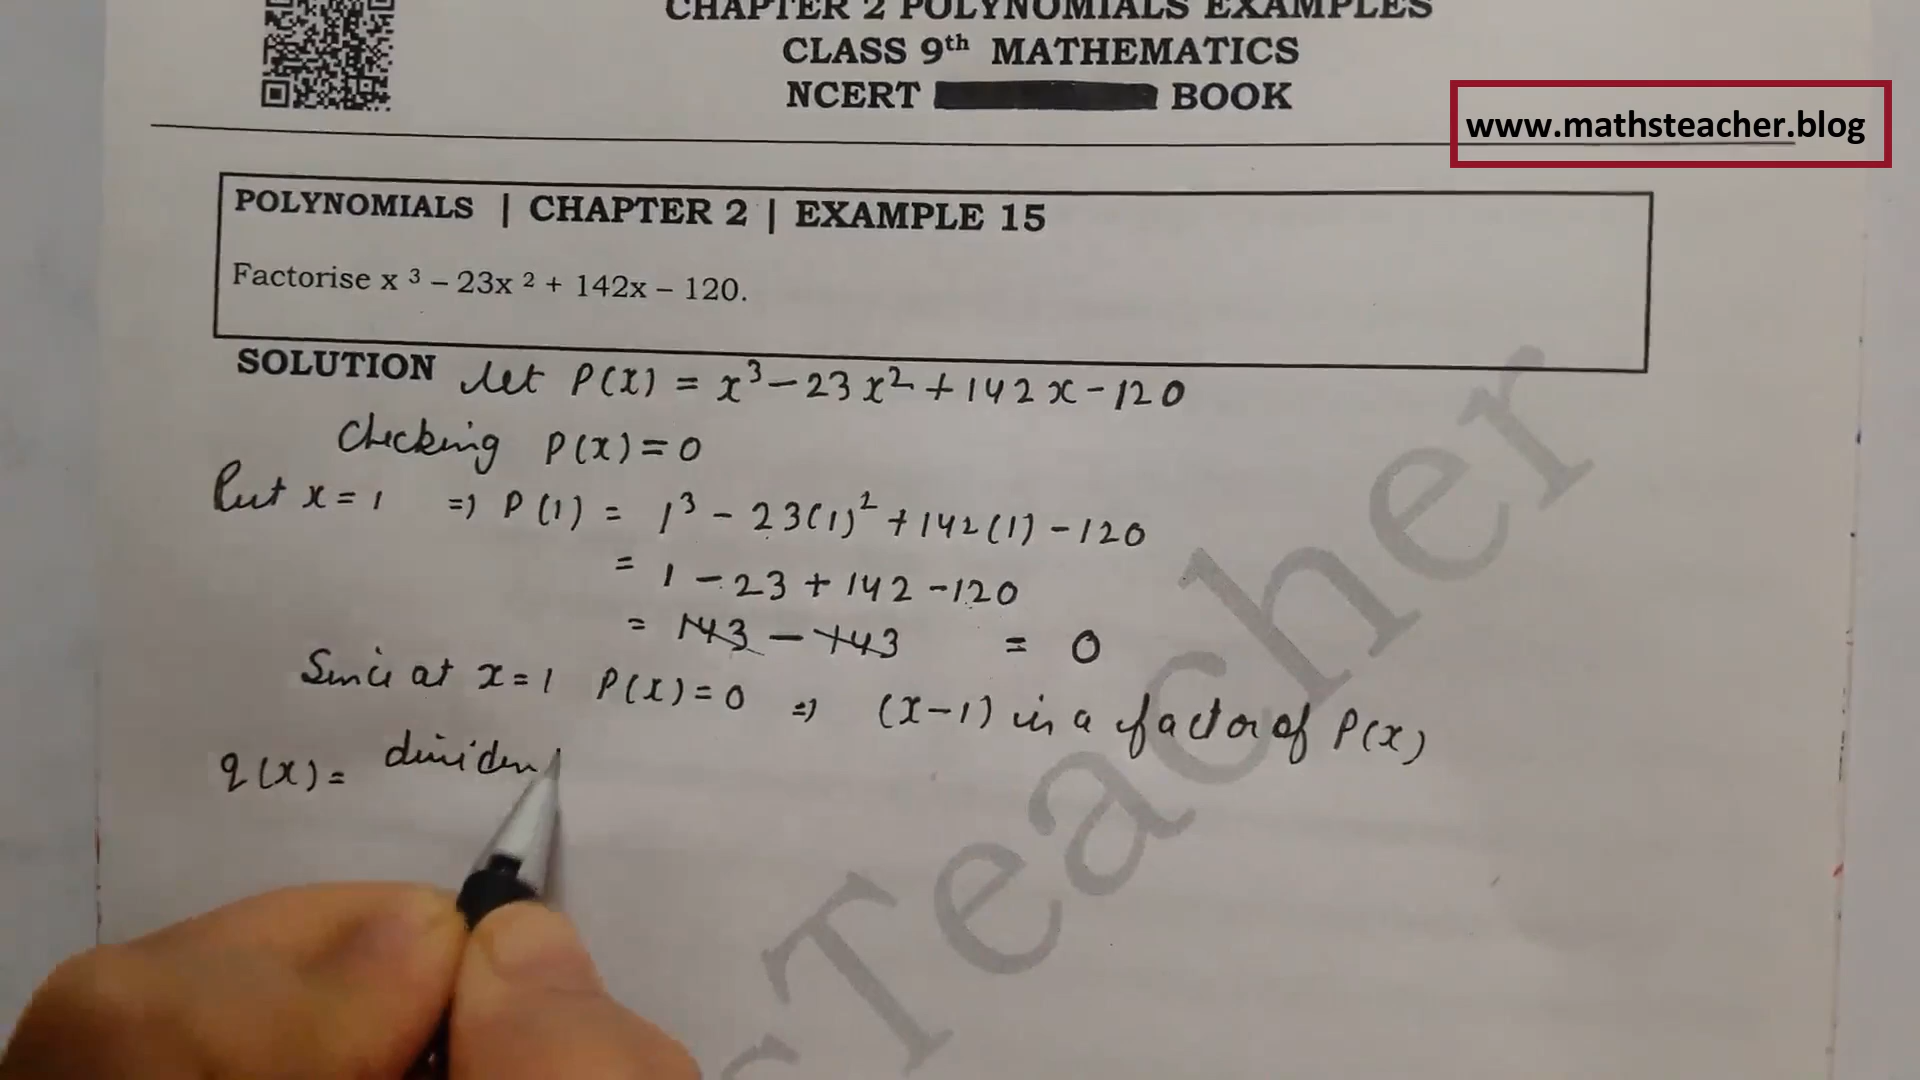 CHAPTER 2 POLYNOMIALS EXAMPLES
CLASS 9th MATHEMATICS
NCERT BOOK
www.mathsteacher.blog
POLYNOMIALS | CHAPTER 2 | EXAMPLE 15
Factorise x 3 – 23x 2 + 142x – 120.
SOLUTION Let P(x) = x³ - 23x² + 142x - 120
Checking P(x) = 0
Put x = 1 ⇒ P(1) = 1³ - 23(1)² + 142(1) - 120
= 1 - 23 + 142 - 120
= 143 - 143 = 0
Since at x = 1 P(x) = 0 ⇒ (x-1) is a factor of P(x)
q(x) = dividen
Teacher